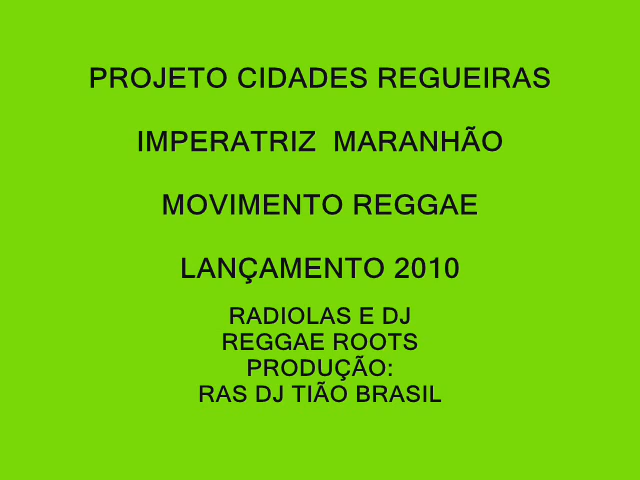 PROJETO CIDADES REGUEIRAS
IMPERATRIZ  MARANHÃO
MOVIMENTO REGGAE
LANÇAMENTO 2010
RADIOLAS E DJ
REGGAE ROOTS
PRODUÇÃO:
RAS DJ TIÃO BRASIL